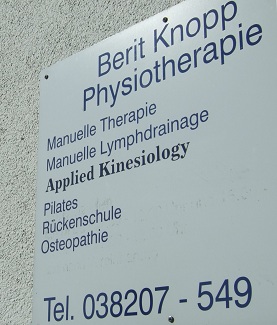 Berit Knopp
Physiotherapie
Manuelle Therapie
Manuelle Lymphdrainage
Applied Kinesiology
Pilates
Rückenschule
Osteopathie
Tel. 038207 - 549